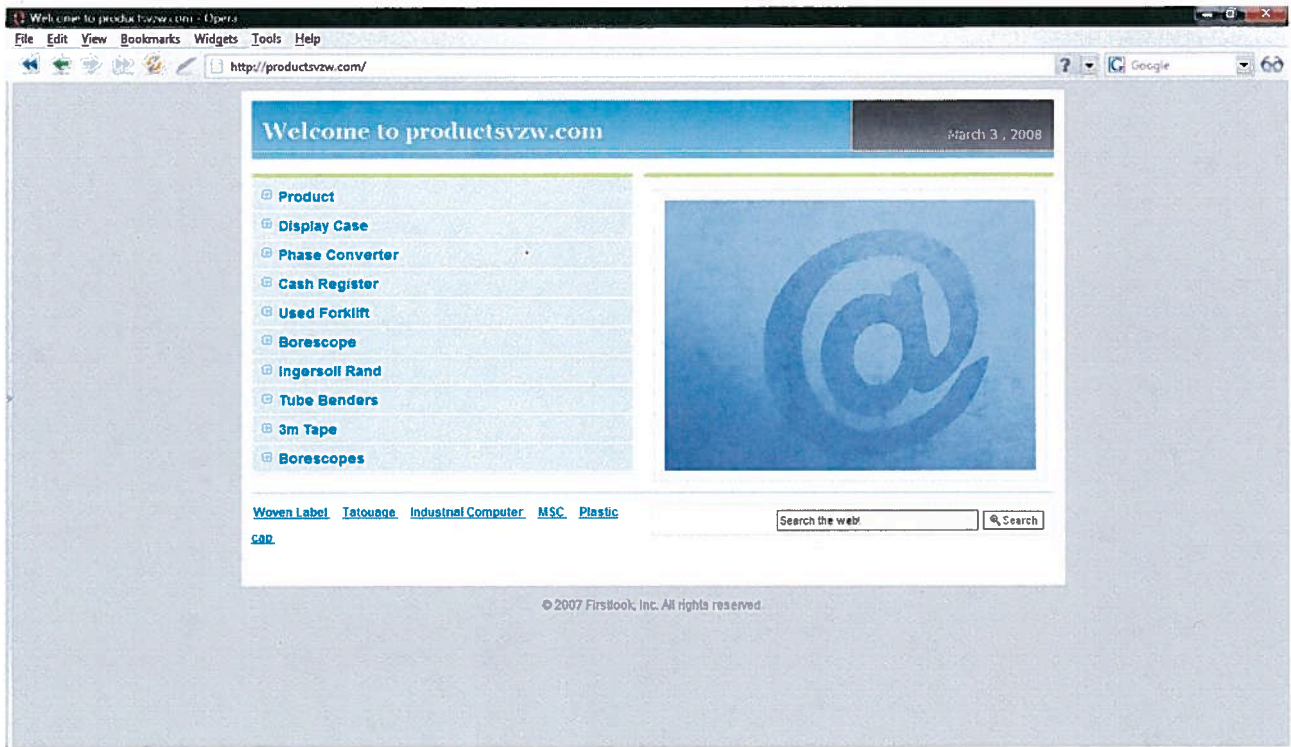 Welcome to productsvzw.com - Opera
File Edit View Bookmarks Widgets Tools Help
http://productsvzw.com/ ? Google
Welcome to productsvzw.com
March 3 , 2008
Product
Display Case
Phase Converter
Cash Register
Used Forklift
Borescope
Ingersoll Rand
Tube Benders
3m Tape
Borescopes
Woven Label Tatouage Industrial Computer MSC Plastic
cap
Search the web! Search
© 2007 Firstlook, Inc. All rights reserved